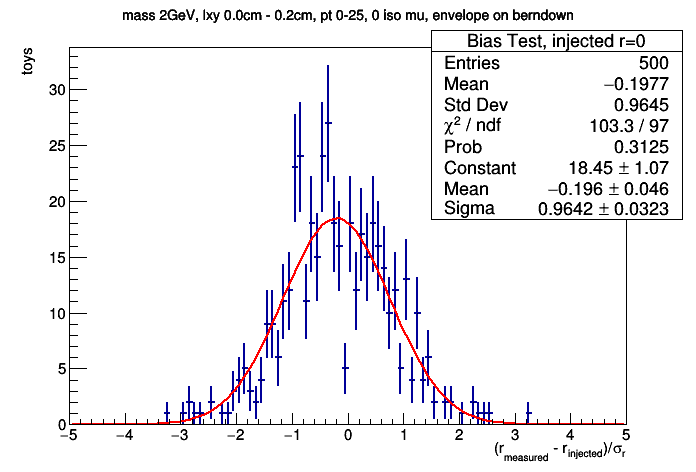 mass 2GeV, lxy 0.0cm - 0.2cm, pt 0-25, 0 iso mu, envelope on berndown
Bias Test, injected r=0
Entries 500
Mean −0.1977
Std Dev 0.9645
χ² / ndf 103.3 / 97
Prob 0.3125
Constant 18.45 ± 1.07
Mean −0.196 ± 0.046
Sigma 0.9642 ± 0.0323
toys
30
25
20
15
10
5
0
−5 −4 −3 −2 −1 0 1 2 3 4 5
(r_measured - r_injected)/σ_r